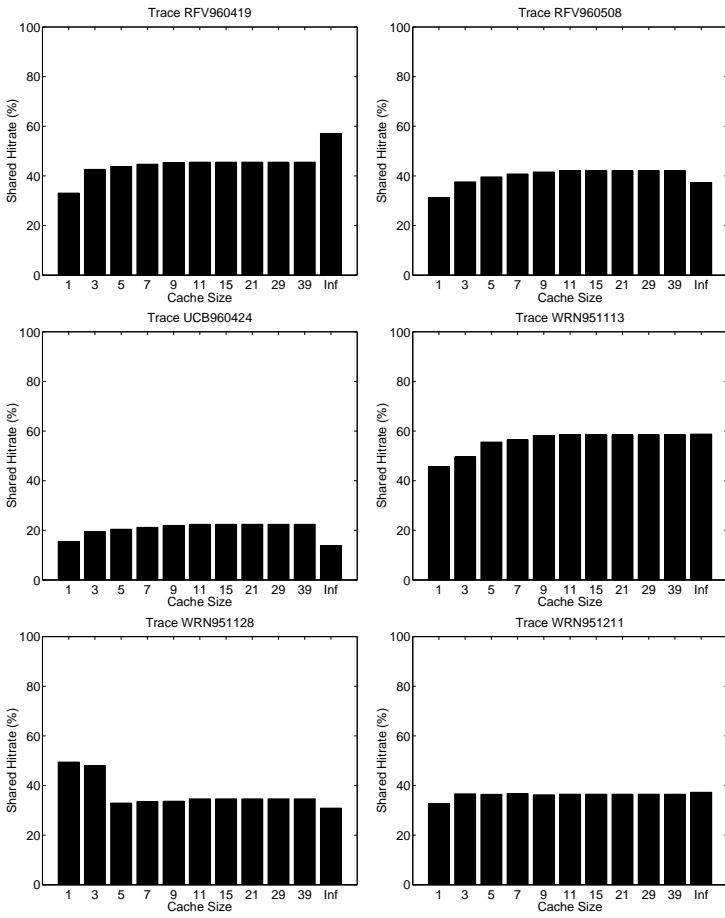 Trace RFV960419
100
80
60
40
20
0
Shared Hitrate (%)
1 3 5 7 9 11 15 21 29 39 Inf
Cache Size
Trace RFV960508
100
80
60
40
20
0
Shared Hitrate (%)
1 3 5 7 9 11 15 21 29 39 Inf
Cache Size
Trace UCB960424
100
80
60
40
20
0
Shared Hitrate (%)
1 3 5 7 9 11 15 21 29 39 Inf
Cache Size
Trace WRN951113
100
80
60
40
20
0
Shared Hitrate (%)
1 3 5 7 9 11 15 21 29 39 Inf
Cache Size
Trace WRN951128
100
80
60
40
20
0
Shared Hitrate (%)
1 3 5 7 9 11 15 21 29 39 Inf
Cache Size
Trace WRN951211
100
80
60
40
20
0
Shared Hitrate (%)
1 3 5 7 9 11 15 21 29 39 Inf
Cache Size